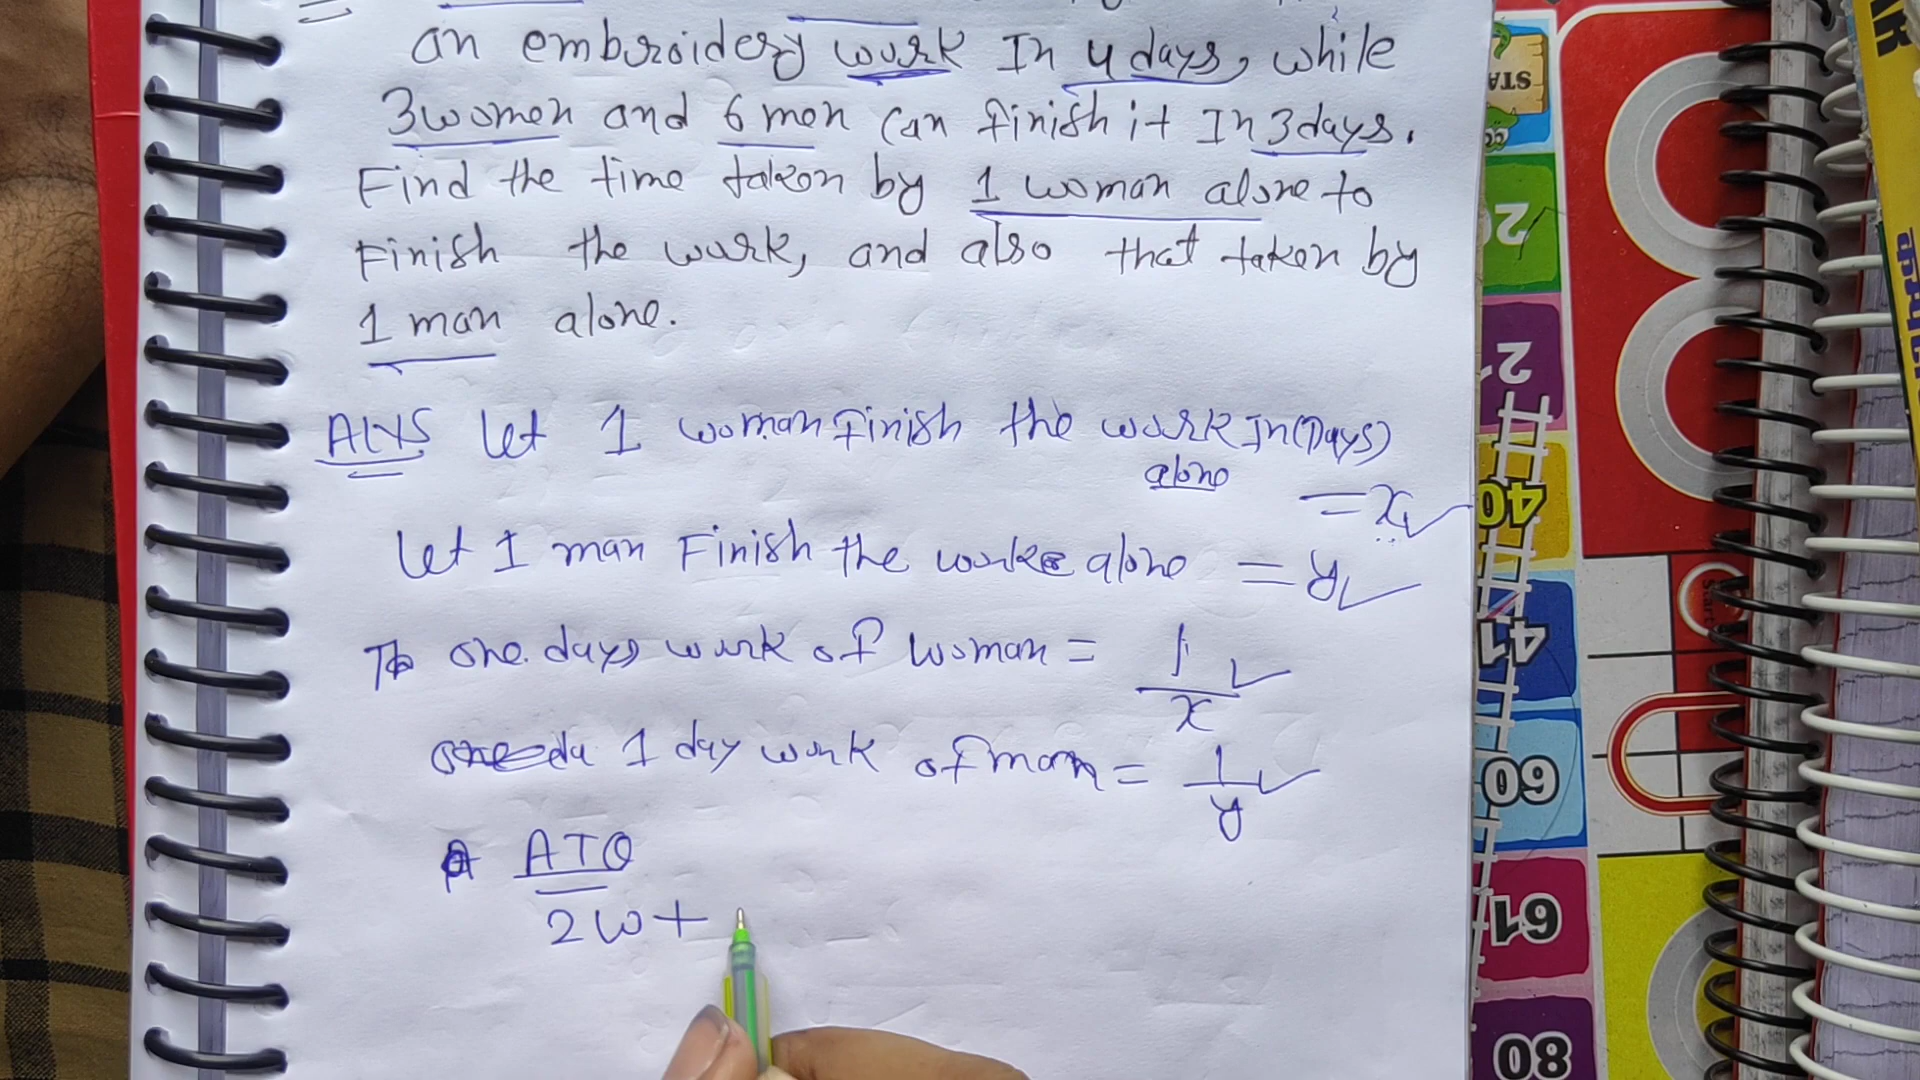 an embroidery work In 4 days, while
3 women and 6 men can finish it In 3 days.
Find the time taken by 1 woman alone to
Finish the work, and also that taken by
1 man alone.
ANS Let 1 woman Finish the work In (Days)
alone
= x
Let 1 man Finish the work alone = y
one days work of woman = 1/x
1 day work of man = 1/y
ATQ
2W +
STA
20
21
40
41
60
61
80